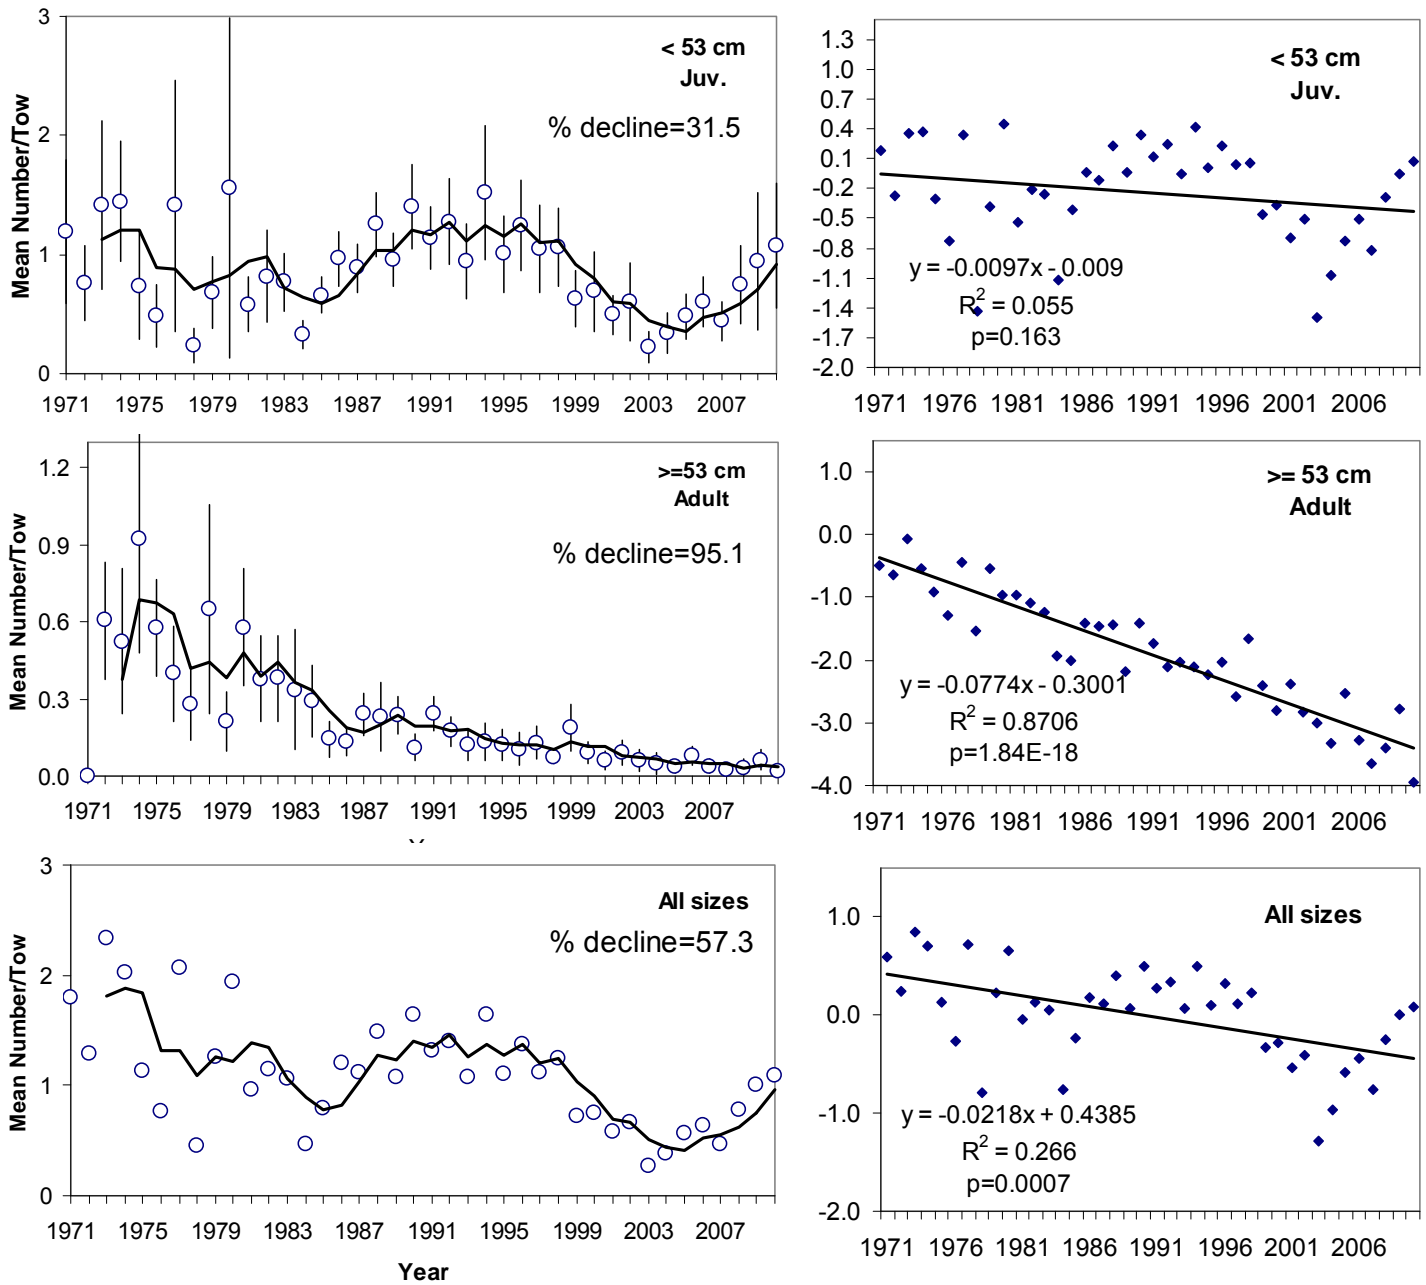 3
2
1
0
Mean Number/Tow
< 53 cm
Juv.
% decline=31.5
1971 1975 1979 1983 1987 1991 1995 1999 2003 2007
1.3
1.0
0.7
0.4
0.1
-0.2
-0.5
-0.8
-1.1
-1.4
-1.7
-2.0
< 53 cm
Juv.
y = -0.0097x - 0.009
R² = 0.055
p=0.163
1971 1976 1981 1986 1991 1996 2001 2006
1.2
0.9
0.6
0.3
0.0
Mean Number/Tow
>=53 cm
Adult
% decline=95.1
1971 1975 1979 1983 1987 1991 1995 1999 2003 2007
1.0
0.0
-1.0
-2.0
-3.0
-4.0
>= 53 cm
Adult
y = -0.0774x - 0.3001
R² = 0.8706
p=1.84E-18
1971 1976 1981 1986 1991 1996 2001 2006
3
2
1
0
Mean Number/Tow
All sizes
% decline=57.3
1971 1975 1979 1983 1987 1991 1995 1999 2003 2007
Year
1.0
0.0
-1.0
-2.0
All sizes
y = -0.0218x + 0.4385
R² = 0.266
p=0.0007
1971 1976 1981 1986 1991 1996 2001 2006